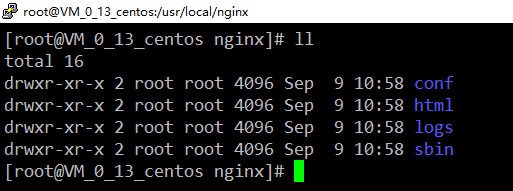 root@VM_0_13_centos:/usr/local/nginx
[root@VM_0_13_centos nginx]# ll
total 16
drwxr-xr-x 2 root root 4096 Sep  9 10:58 conf
drwxr-xr-x 2 root root 4096 Sep  9 10:58 html
drwxr-xr-x 2 root root 4096 Sep  9 10:58 logs
drwxr-xr-x 2 root root 4096 Sep  9 10:58 sbin
[root@VM_0_13_centos nginx]#